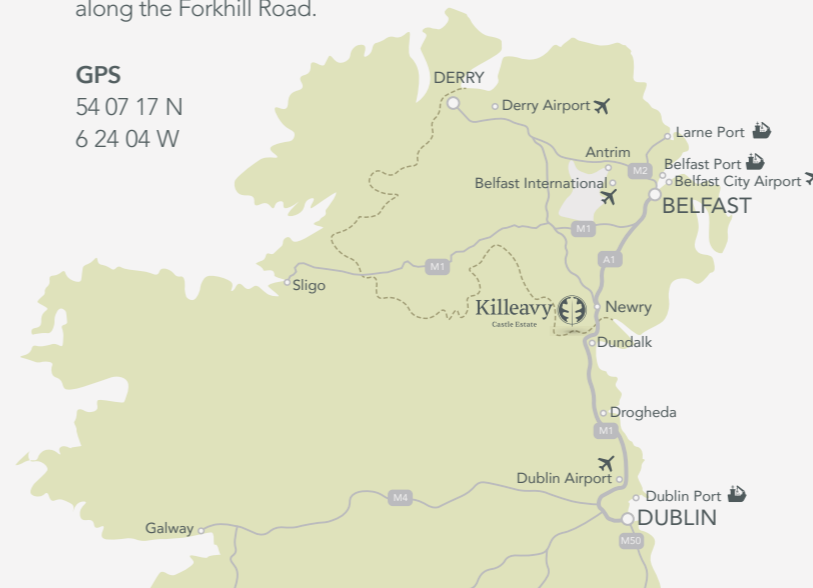 along the Forkhill Road.
GPS
54 07 17 N
6 24 04 W
DERRY
Derry Airport
Larne Port
Antrim
Belfast Port
M2
Belfast International
Belfast City Airport
BELFAST
M1
A1
M1
Sligo
Killeavy
Castle Estate
Newry
Dundalk
Drogheda
M1
Dublin Airport
M4
Dublin Port
DUBLIN
Galway
M50